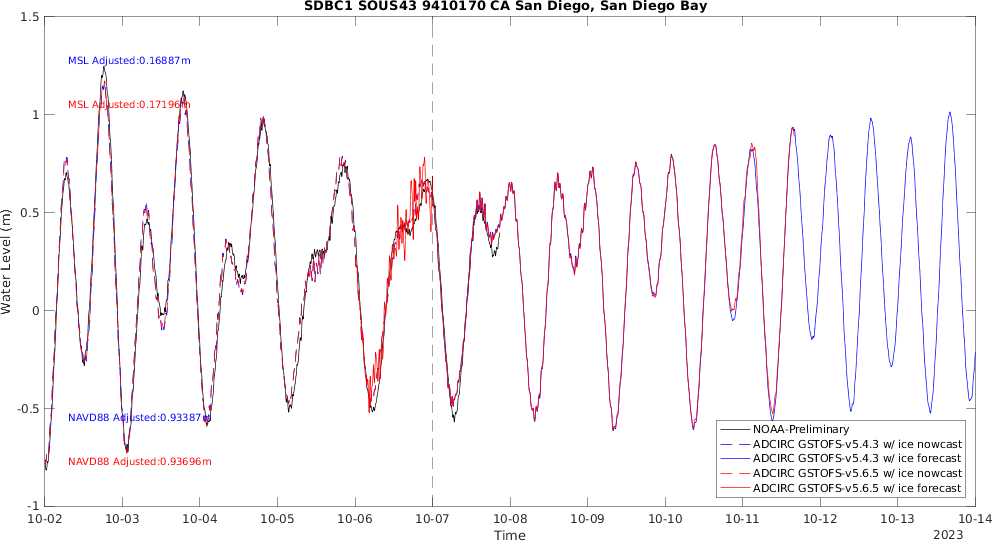 SDBC1 SOUS43 9410170 CA San Diego, San Diego Bay
1.5
MSL Adjusted:0.16887m
MSL Adjusted:0.17196m
1
0.5
Water Level (m)
0
-0.5
NAVD88 Adjusted:0.93387m
NAVD88 Adjusted:0.93696m
NOAA-Preliminary
ADCIRC GSTOFS-v5.4.3 w/ ice nowcast
ADCIRC GSTOFS-v5.4.3 w/ ice forecast
ADCIRC GSTOFS-v5.6.5 w/ ice nowcast
ADCIRC GSTOFS-v5.6.5 w/ ice forecast
-1
10-02 10-03 10-04 10-05 10-06 10-07 10-08 10-09 10-10 10-11 10-12 10-13 10-14
Time
2023